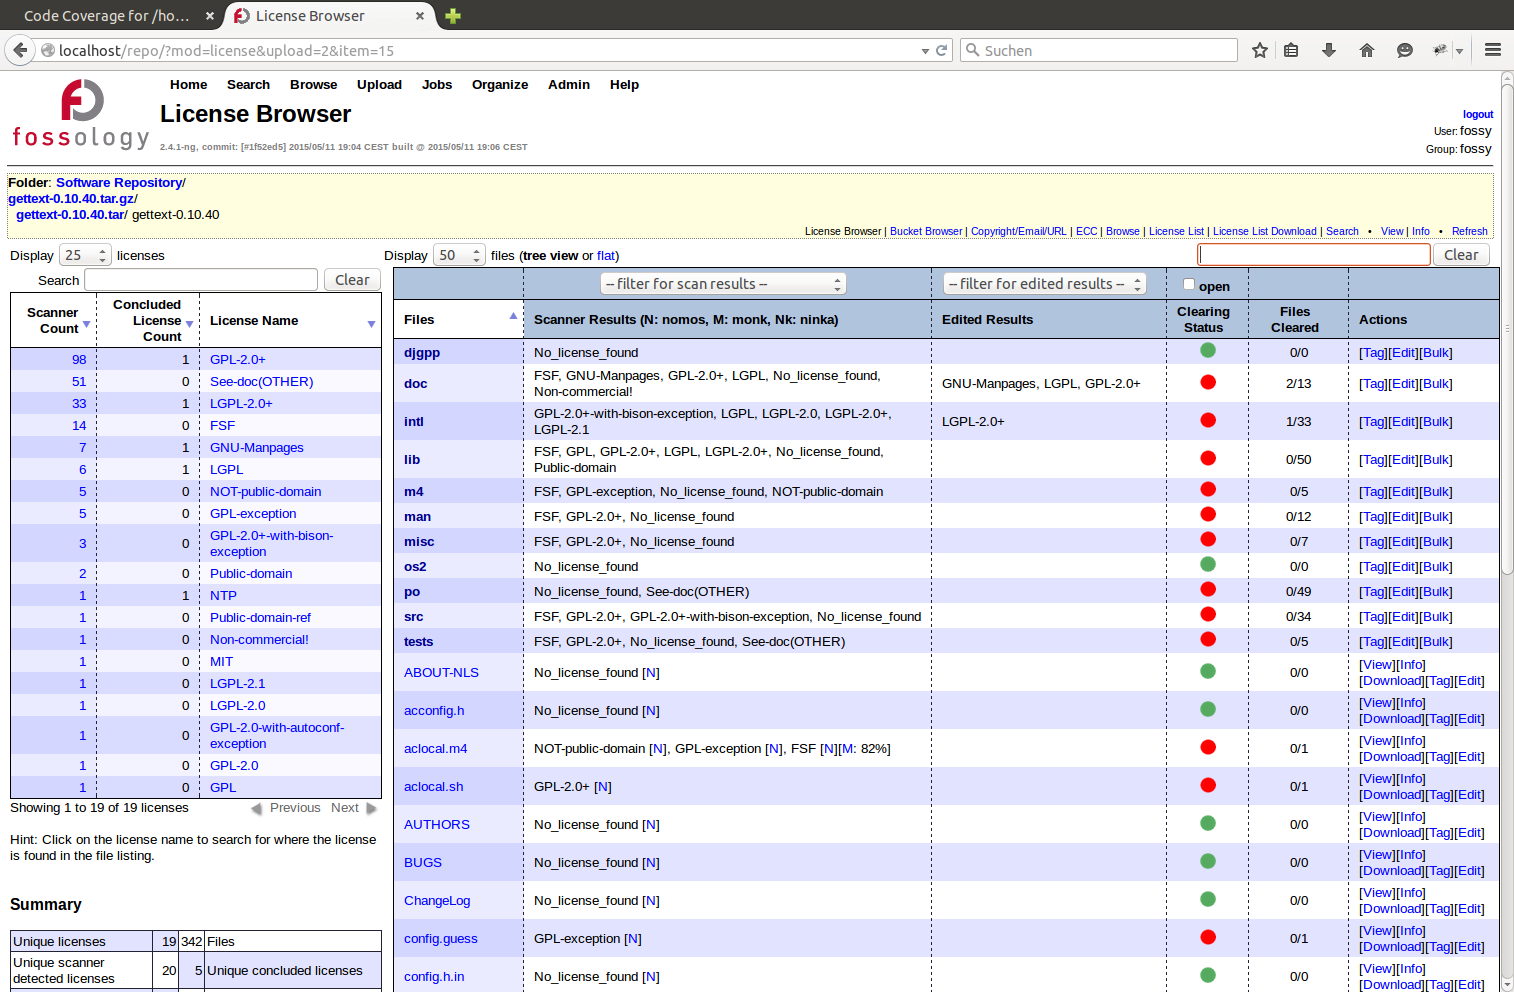 Code Coverage for /ho... × License Browser ×
localhost/repo/?mod=license&upload=2&item=15 Suchen
fossology
Home Search Browse Upload Jobs Organize Admin Help
License Browser
2.4.1-ng, commit: [#1f52ed5] 2015/05/11 19:04 CEST built @ 2015/05/11 19:06 CEST
logout
User: fossy
Group: fossy
Folder: Software Repository/
gettext-0.10.40.tar.gz/
gettext-0.10.40.tar/ gettext-0.10.40
License Browser | Bucket Browser | Copyright/Email/URL | ECC | Browse | License List | License List Download | Search • View | Info • Refresh
Display 25 licenses
Search Clear
Scanner Count Concluded License Count License Name
98 1 GPL-2.0+
51 0 See-doc(OTHER)
33 1 LGPL-2.0+
14 0 FSF
7 1 GNU-Manpages
6 1 LGPL
5 0 NOT-public-domain
5 0 GPL-exception
3 0 GPL-2.0+-with-bison-
exception
2 0 Public-domain
1 1 NTP
1 0 Public-domain-ref
1 0 Non-commercial!
1 0 MIT
1 0 LGPL-2.1
1 0 LGPL-2.0
1 0 GPL-2.0-with-autoconf-
exception
1 0 GPL-2.0
1 0 GPL
Showing 1 to 19 of 19 licenses Previous Next
Hint: Click on the license name to search for where the license
is found in the file listing.
Summary
Unique licenses 19 342 Files
Unique scanner
detected licenses 20 5 Unique concluded licenses
Display 50 files (tree view or flat) Clear
-- filter for scan results -- -- filter for edited results -- open
Files Scanner Results (N: nomos, M: monk, Nk: ninka) Edited Results Clearing Status Files Cleared Actions
djgpp No_license_found 0/0 [Tag][Edit][Bulk]
doc FSF, GNU-Manpages, GPL-2.0+, LGPL, No_license_found,
Non-commercial! GNU-Manpages, LGPL, GPL-2.0+ 2/13 [Tag][Edit][Bulk]
intl GPL-2.0+-with-bison-exception, LGPL, LGPL-2.0, LGPL-2.0+,
LGPL-2.1 LGPL-2.0+ 1/33 [Tag][Edit][Bulk]
lib FSF, GPL, GPL-2.0+, LGPL, LGPL-2.0+, No_license_found,
Public-domain 0/50 [Tag][Edit][Bulk]
m4 FSF, GPL-exception, No_license_found, NOT-public-domain 0/5 [Tag][Edit][Bulk]
man FSF, GPL-2.0+, No_license_found 0/12 [Tag][Edit][Bulk]
misc FSF, GPL-2.0+, No_license_found 0/7 [Tag][Edit][Bulk]
os2 No_license_found 0/0 [Tag][Edit][Bulk]
po No_license_found, See-doc(OTHER) 0/49 [Tag][Edit][Bulk]
src FSF, GPL-2.0+, GPL-2.0+-with-bison-exception, No_license_found 0/34 [Tag][Edit][Bulk]
tests FSF, GPL-2.0+, No_license_found, See-doc(OTHER) 0/5 [Tag][Edit][Bulk]
ABOUT-NLS No_license_found [N] 0/0 [View][Info]
[Download][Tag][Edit]
acconfig.h No_license_found [N] 0/0 [View][Info]
[Download][Tag][Edit]
aclocal.m4 NOT-public-domain [N], GPL-exception [N], FSF [N][M: 82%] 0/1 [View][Info]
[Download][Tag][Edit]
aclocal.sh GPL-2.0+ [N] 0/1 [View][Info]
[Download][Tag][Edit]
AUTHORS No_license_found [N] 0/0 [View][Info]
[Download][Tag][Edit]
BUGS No_license_found [N] 0/0 [View][Info]
[Download][Tag][Edit]
ChangeLog No_license_found [N] 0/0 [View][Info]
[Download][Tag][Edit]
config.guess GPL-exception [N] 0/1 [View][Info]
[Download][Tag][Edit]
config.h.in No_license_found [N] 0/0 [View][Info]
[Download][Tag][Edit]